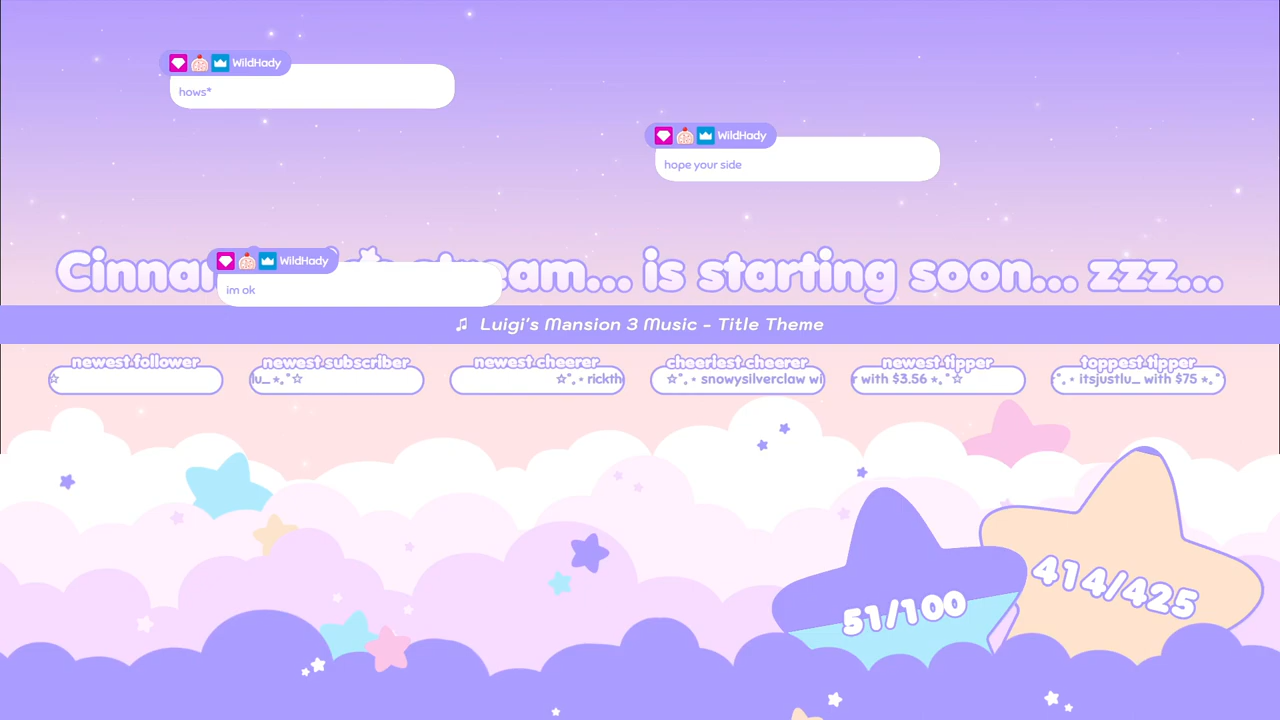 WildHady
hows*
WildHady
hope your side
WildHady
im ok
stream... is starting soon... zzz...
♫ Luigi's Mansion 3 Music - Title Theme
newest follower
☆
newest subscriber
lu_ ⋆｡˚☆
newest cheerer
☆˚｡⋆ rickth
cheeriest cheerer
☆˚｡⋆ snowysilverclaw wi
newest tipper
r with $3.56 ⋆｡˚☆
toppest tipper
˚｡⋆ itsjustlu_ with $75 ⋆｡˚
414/425
51/100